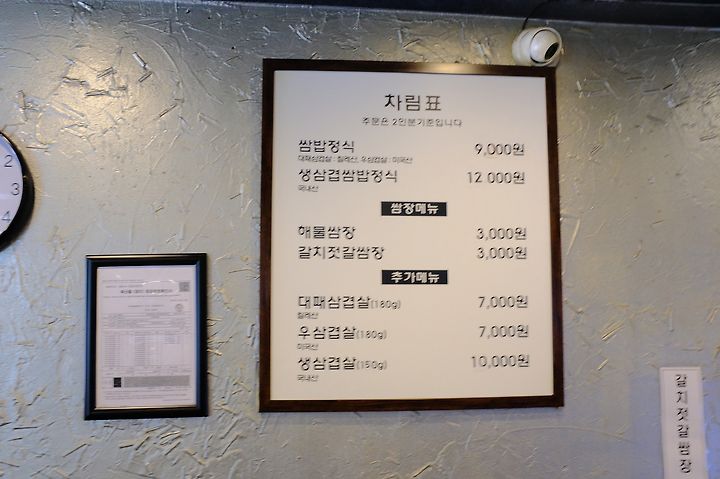 차림표
주문은 2인분기준입니다
쌈밥정식 9,000원
대패삼겹살 : 칠레산, 우삼겹살 : 미국산
생삼겹쌈밥정식 12,000원
국내산
쌈장메뉴
해물쌈장 3,000원
갈치젓갈쌈장 3,000원
추가메뉴
대패삼겹살(180g) 7,000원
칠레산
우삼겹살(180g) 7,000원
미국산
생삼겹살(150g) 10,000원
국내산
갈치젓갈쌈장
2
3
4